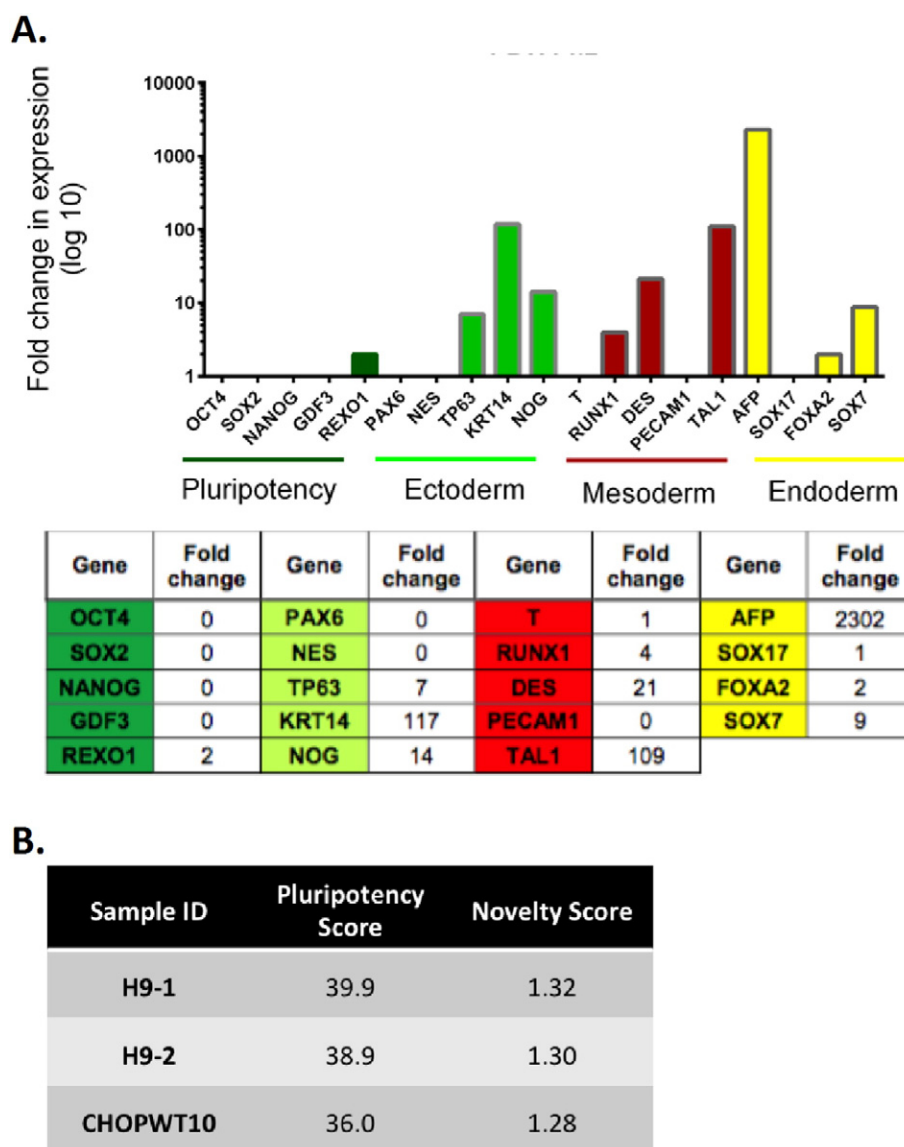 A.
Fold change in expression
(log 10)
10000
1000
100
10
1
OCT4 SOX2 NANOG GDF3 REXO1 PAX6 NES TP63 KRT14 NOG T RUNX1 DES PECAM1 TAL1 AFP SOX17 FOXA2 SOX7
Pluripotency Ectoderm Mesoderm Endoderm
Gene Fold change Gene Fold change Gene Fold change Gene Fold change
OCT4 0 PAX6 0 T 1 AFP 2302
SOX2 0 NES 0 RUNX1 4 SOX17 1
NANOG 0 TP63 7 DES 21 FOXA2 2
GDF3 0 KRT14 117 PECAM1 0 SOX7 9
REXO1 2 NOG 14 TAL1 109
B.
Sample ID Pluripotency Score Novelty Score
H9-1 39.9 1.32
H9-2 38.9 1.30
CHOPWT10 36.0 1.28